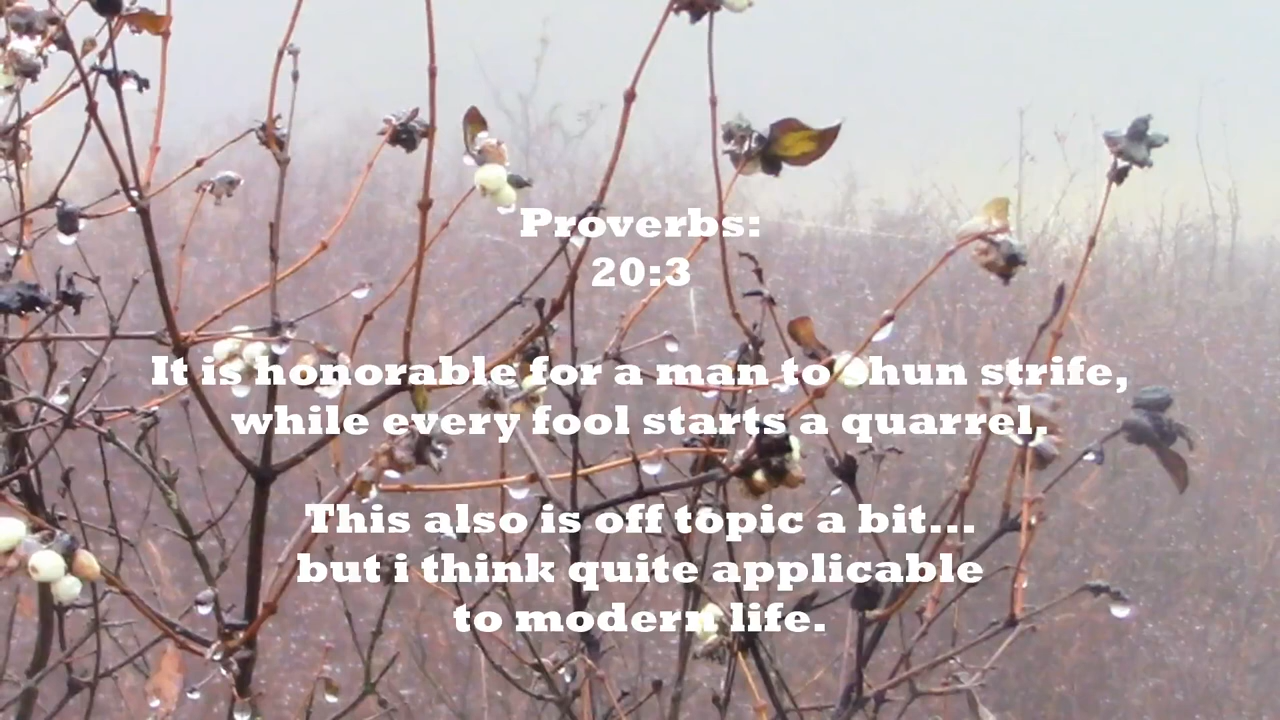 Proverbs:
20:3
It is honorable for a man to shun strife,
while every fool starts a quarrel.
This also is off topic a bit...
but i think quite applicable
to modern life.